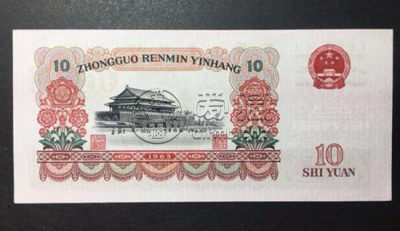 10 ZHONGGUO RENMIN YINHANG 10
1965
10
SHI YUAN